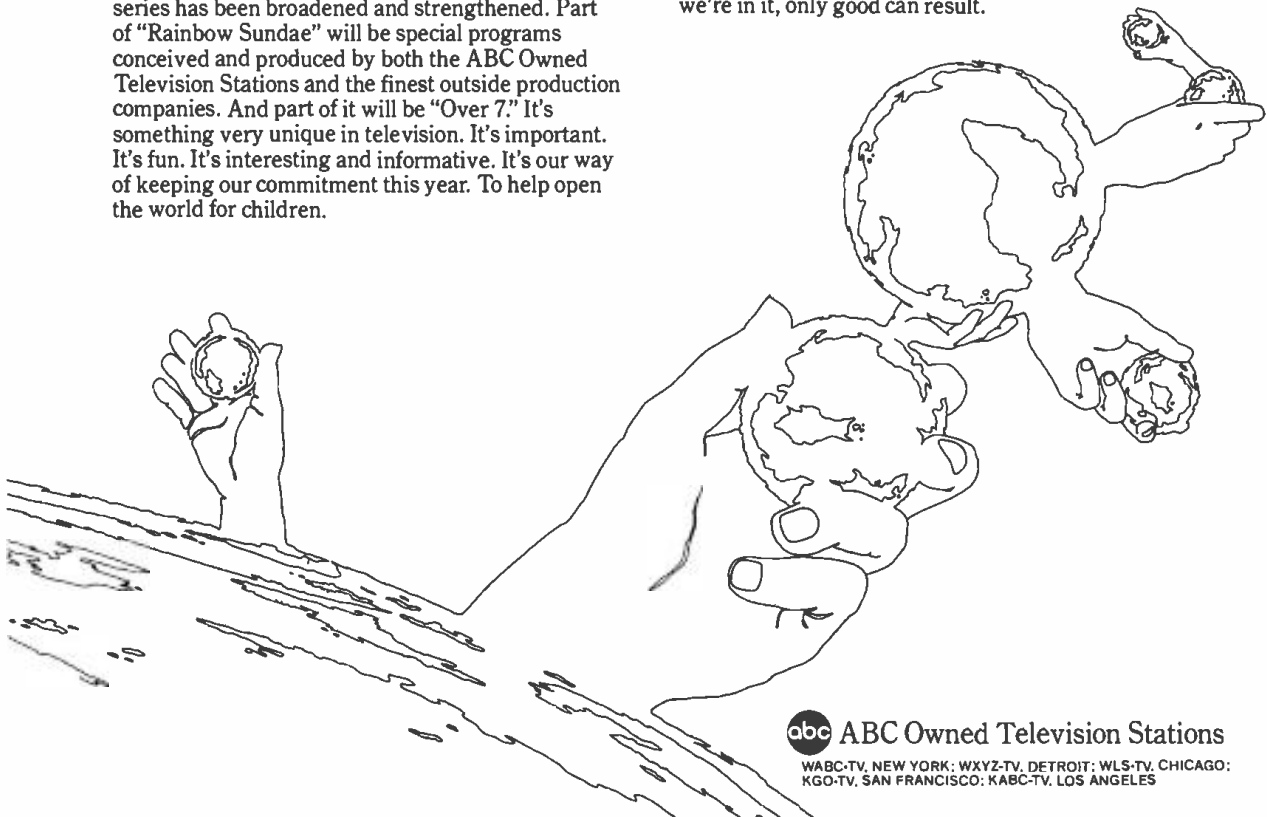 series has been broadened and strengthened. Part
of “Rainbow Sundae” will be special programs
conceived and produced by both the ABC Owned
Television Stations and the finest outside production
companies. And part of it will be “Over 7.” It’s
something very unique in television. It’s important.
It’s fun. It’s interesting and informative. It’s our way
of keeping our commitment this year. To help open
the world for children.
we’re in it, only good can result.
abc ABC Owned Television Stations
WABC-TV, NEW YORK; WXYZ-TV, DETROIT; WLS-TV, CHICAGO;
KGO-TV, SAN FRANCISCO; KABC-TV, LOS ANGELES